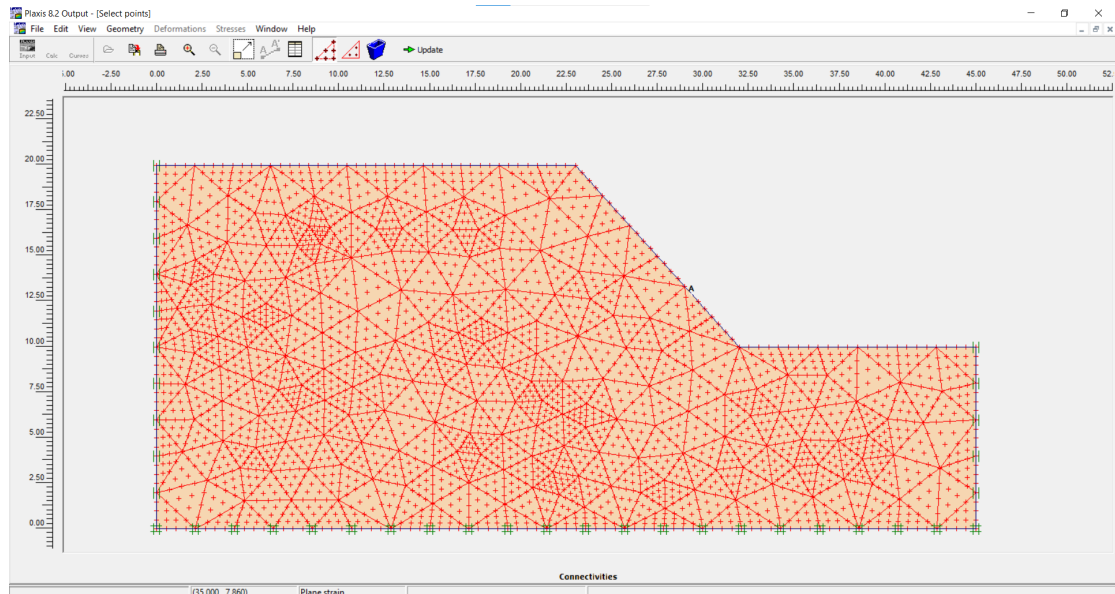 Plaxis 8.2 Output - [Select points]
File Edit View Geometry Deformations Stresses Window Help
Input Calc Curves Update
5.00 -2.50 0.00 2.50 5.00 7.50 10.00 12.50 15.00 17.50 20.00 22.50 25.00 27.50 30.00 32.50 35.00 37.50 40.00 42.50 45.00 47.50 50.00 52.
22.50
20.00
17.50
15.00
12.50
A
10.00
7.50
5.00
2.50
0.00
Connectivities
(35.000 , 7.860) Plane strain